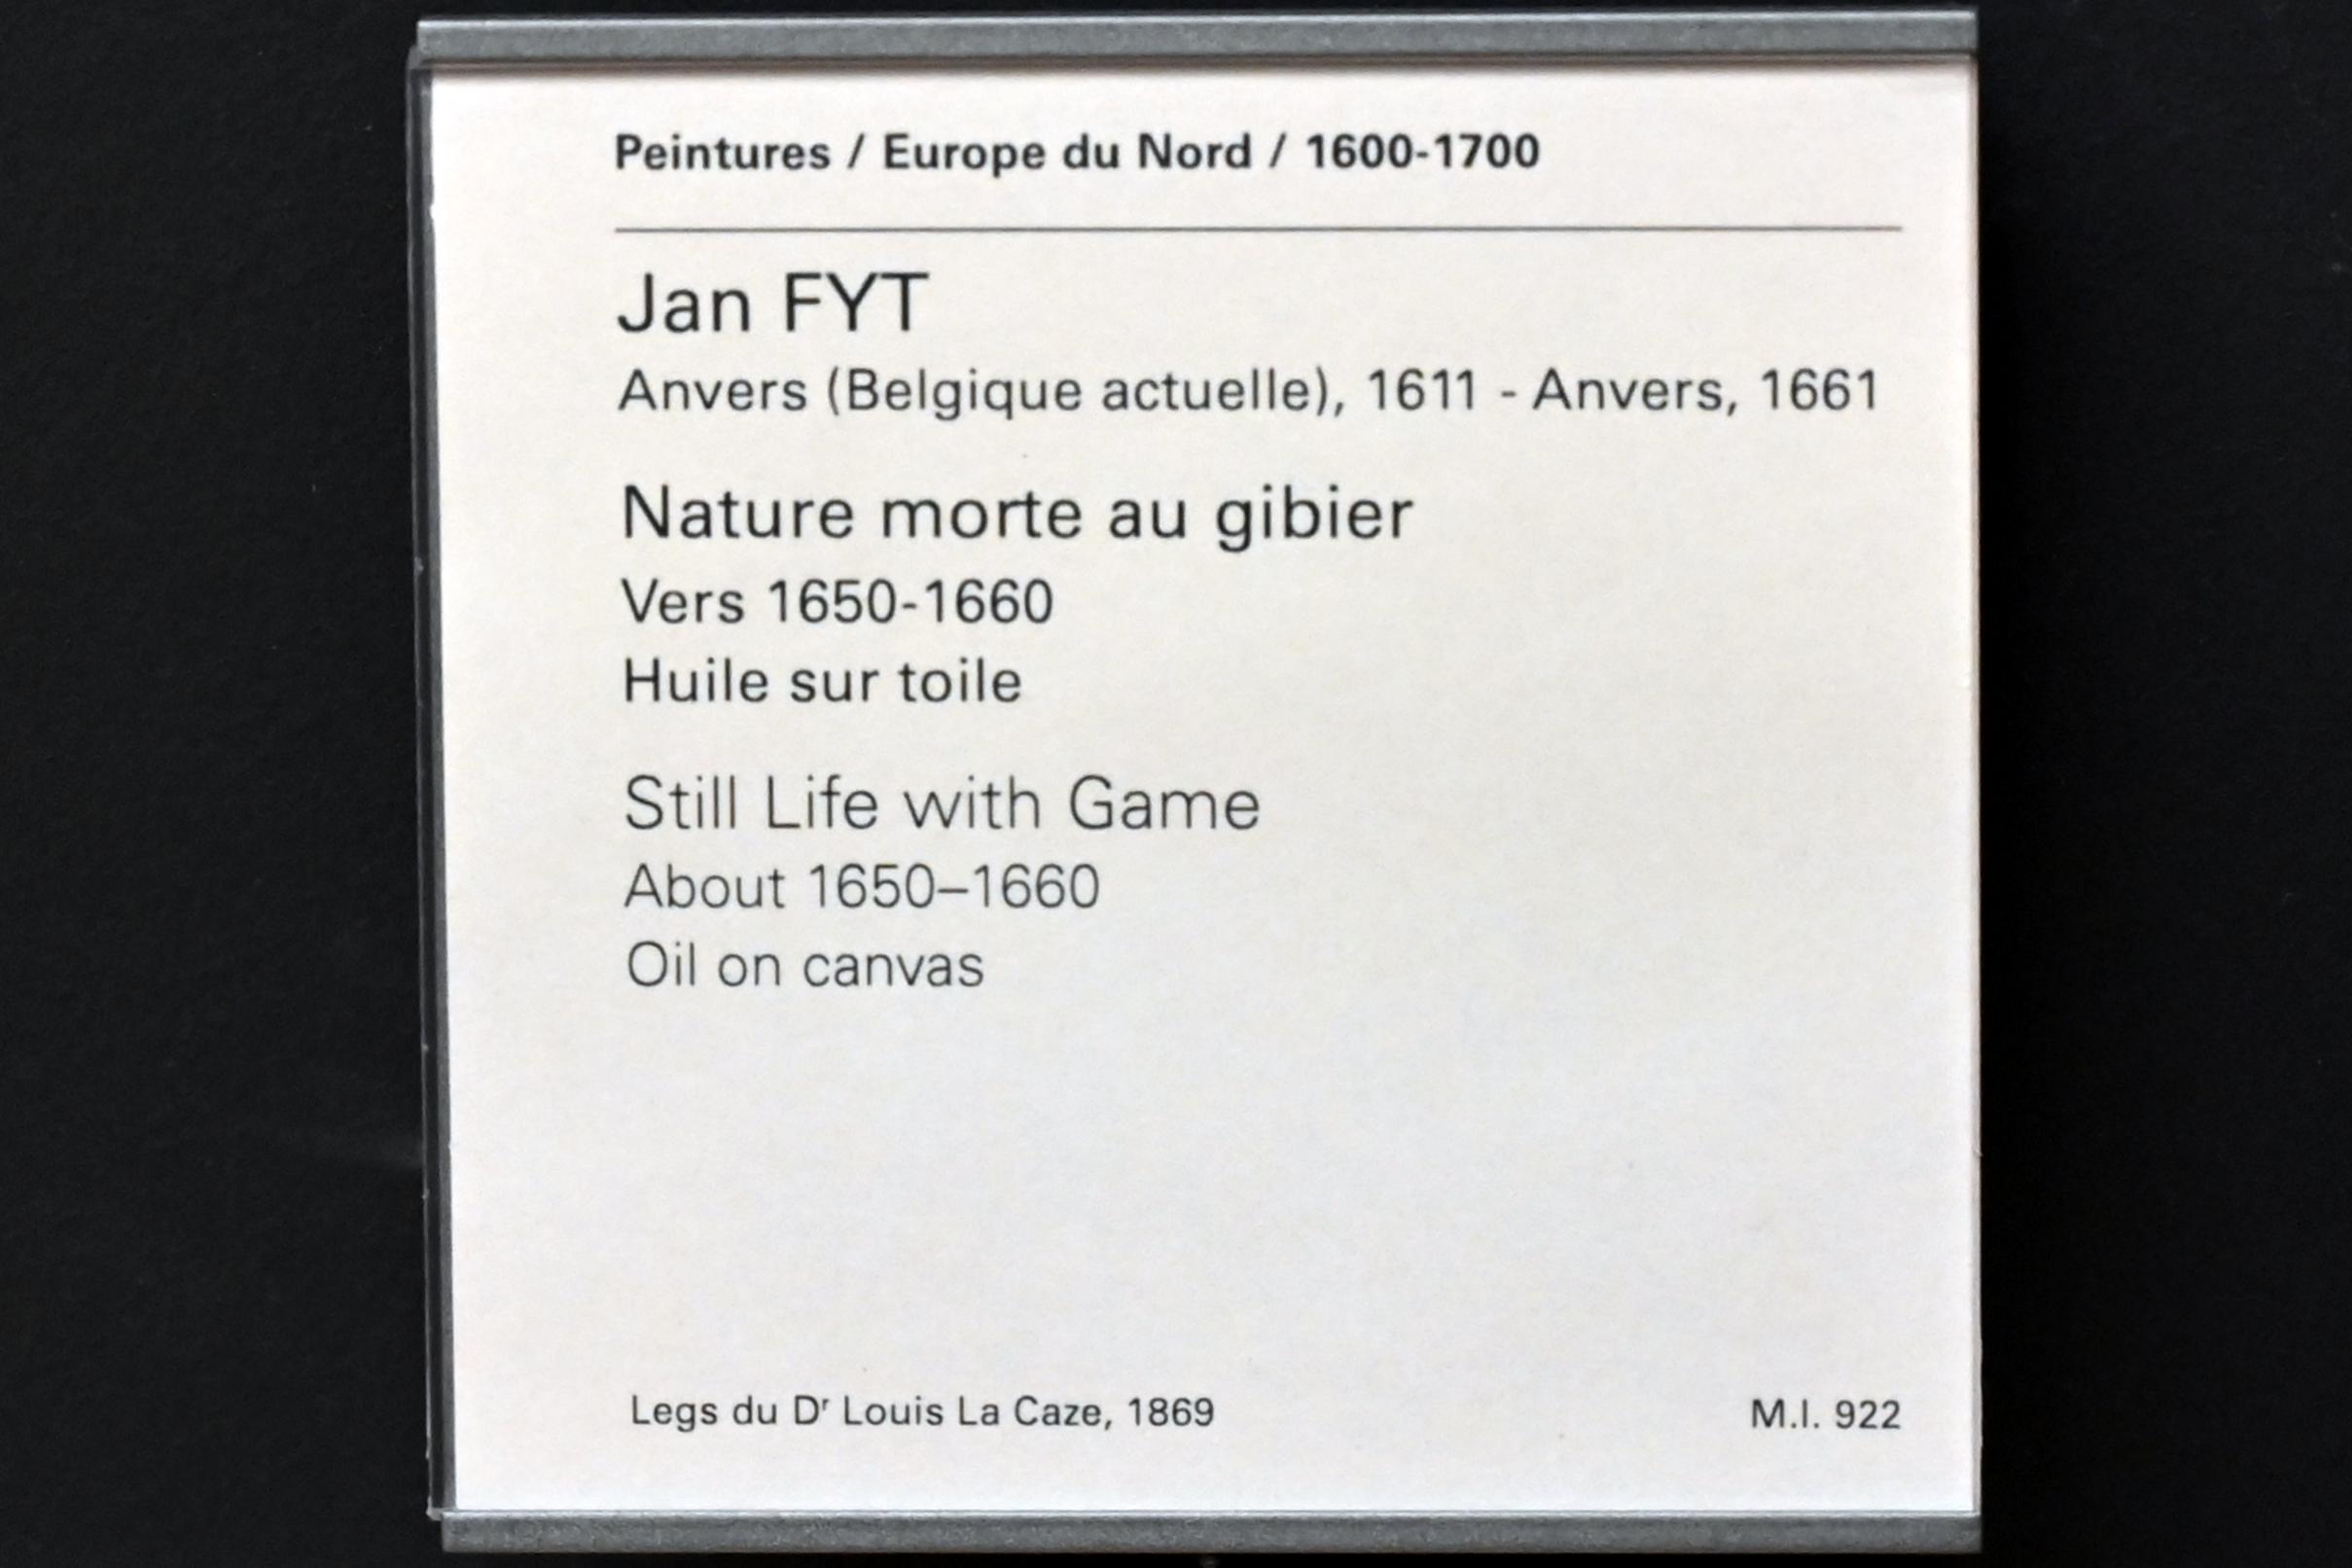 Peintures / Europe du Nord / 1600-1700
Jan FYT
Anvers (Belgique actuelle), 1611 - Anvers, 1661
Nature morte au gibier
Vers 1650-1660
Huile sur toile
Still Life with Game
About 1650–1660
Oil on canvas
Legs du Dʳ Louis La Caze, 1869
M.I. 922